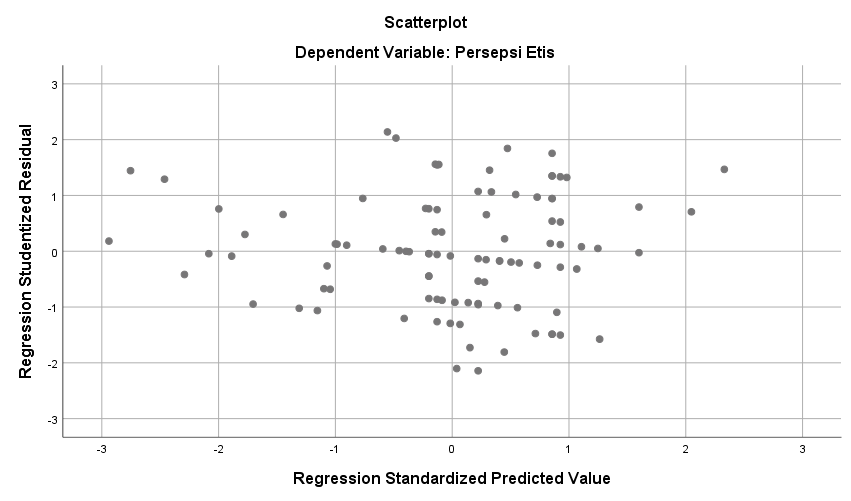 Scatterplot
Dependent Variable: Persepsi Etis
Regression Studentized Residual
3
2
1
0
-1
-2
-3
-3 -2 -1 0 1 2 3
Regression Standardized Predicted Value